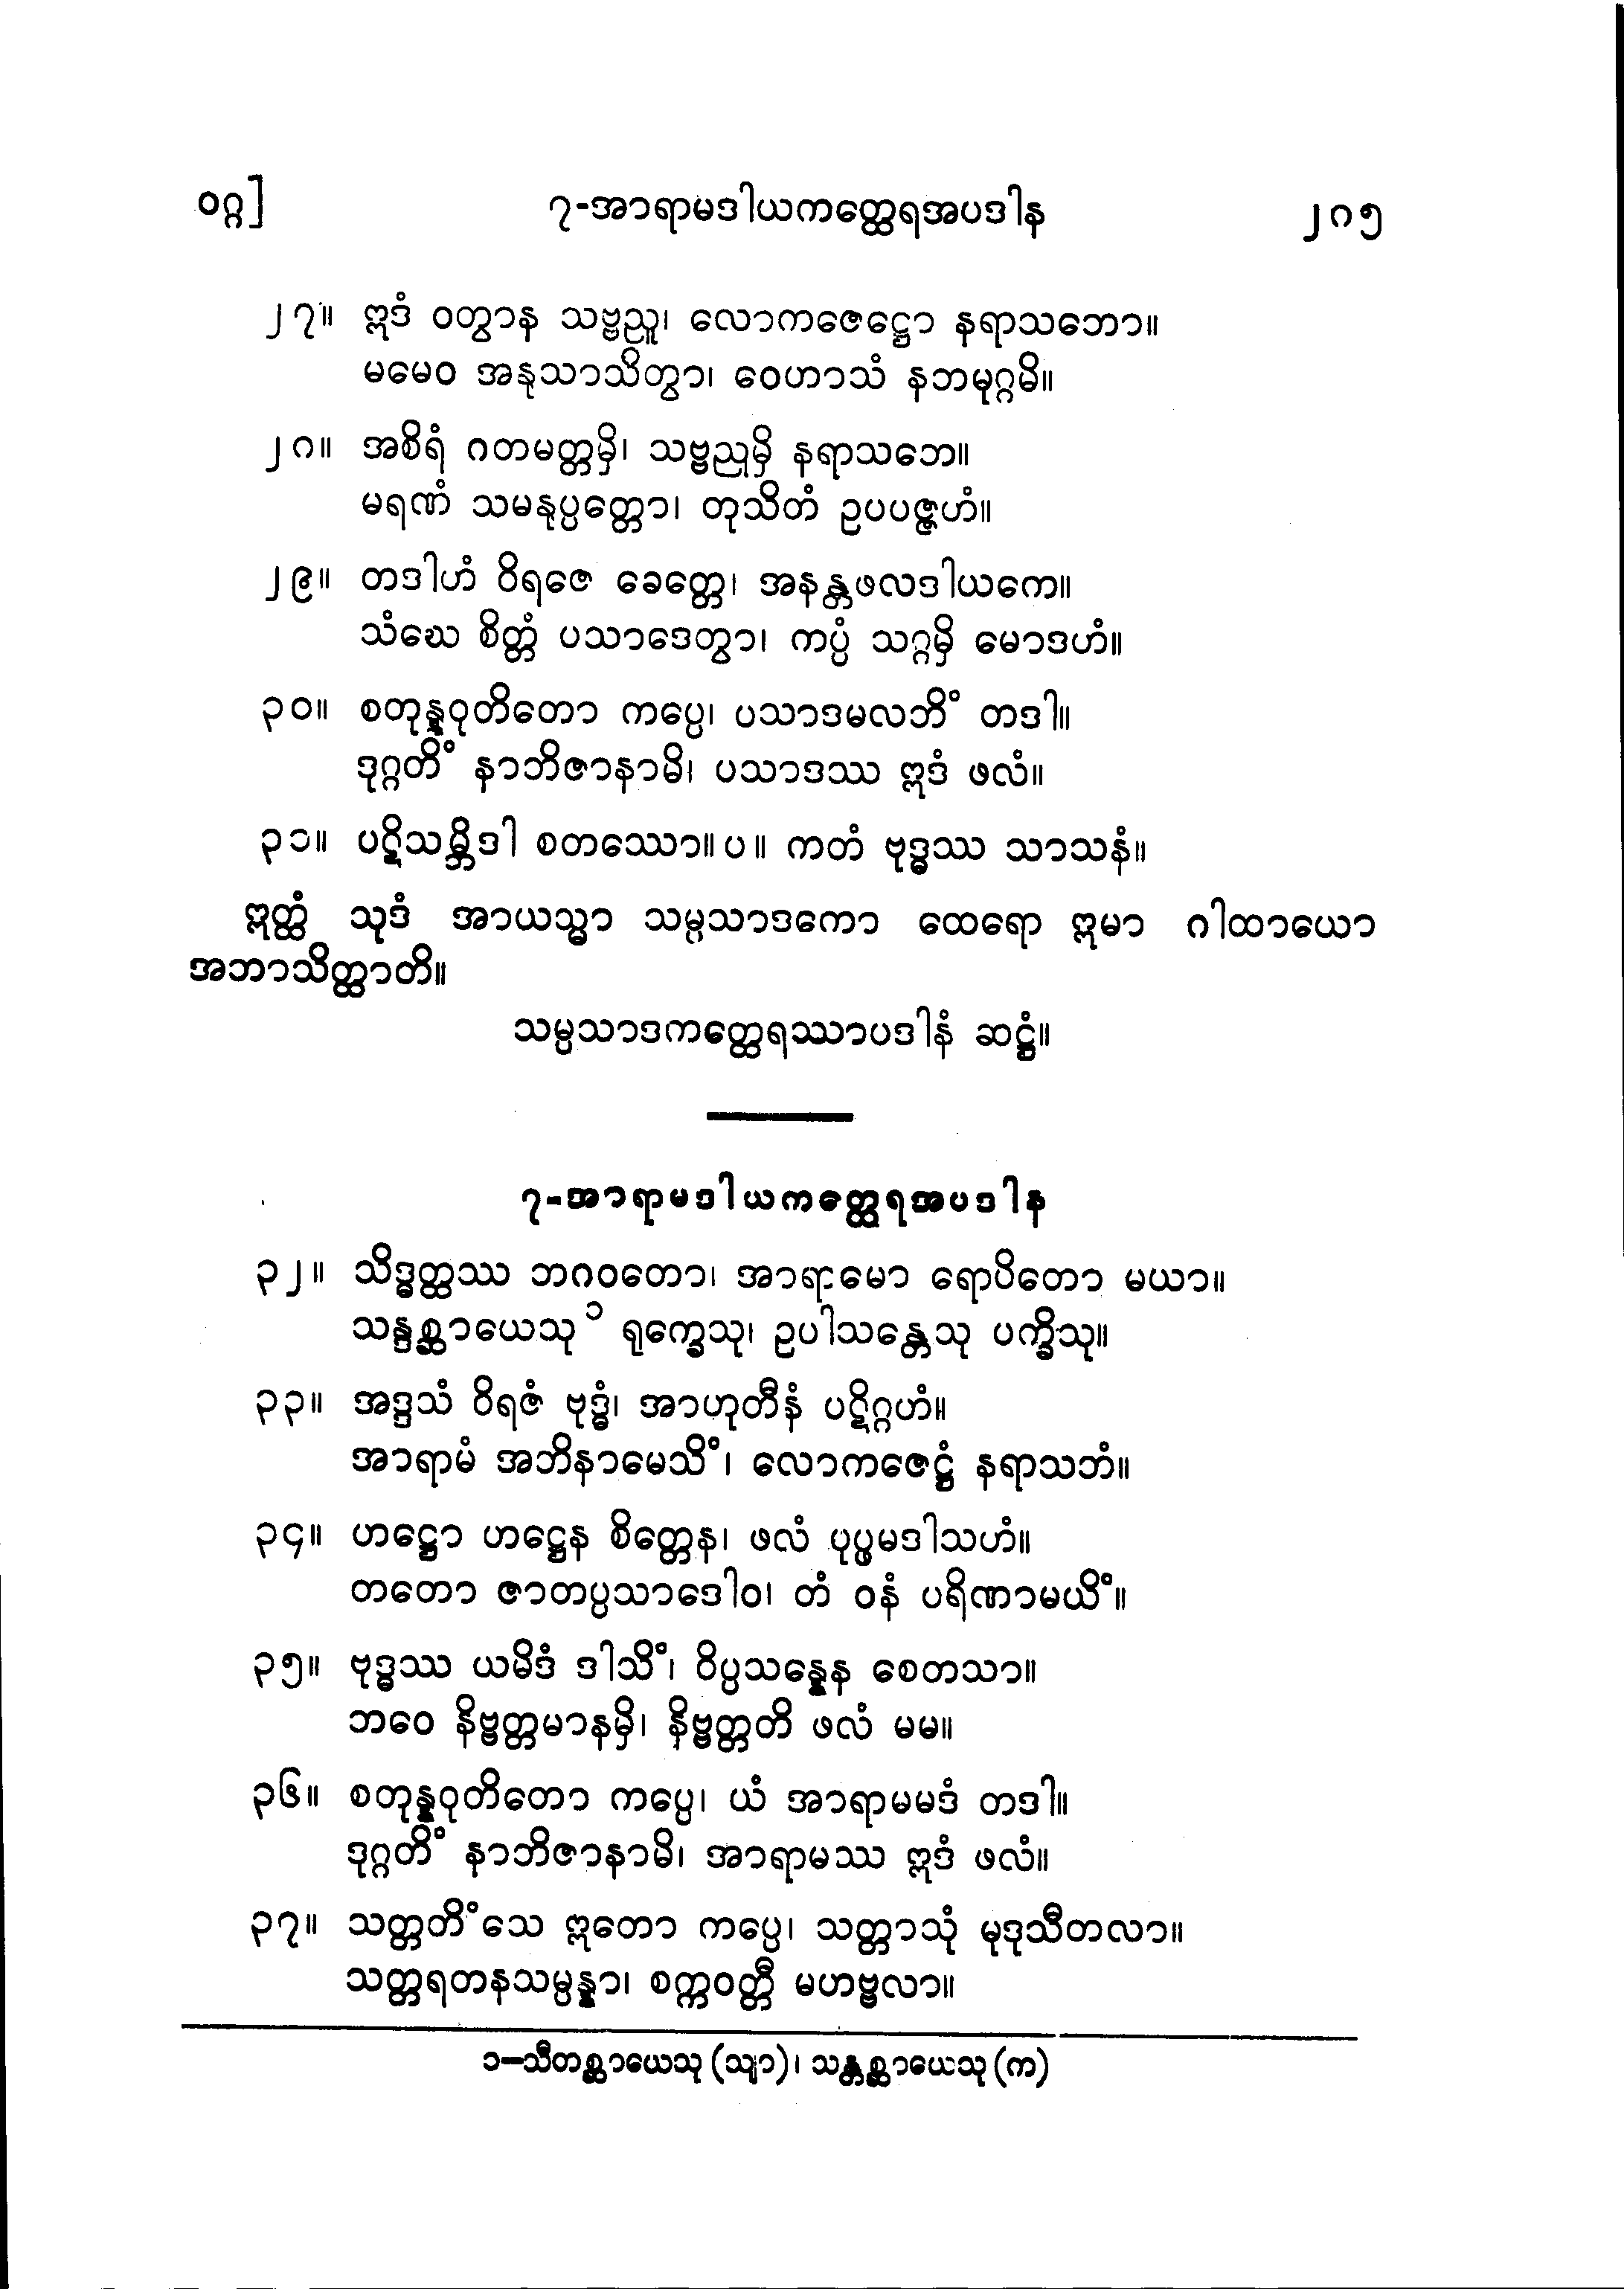 ဝဂ္ဂ]
၇-အာရာမဒါယကတ္ထေရအပဒါန
၂၈၅
၂၇။ ဣဒံ ဝတွာန သဗ္ဗညူ၊ လောကဇေဋ္ဌော နရာသဘော။
မမေဝ အနုသာသိတွာ၊ ဝေဟာသံ နဘမုဂ္ဂမိ။
၂၈။ အစိရံ ဂတမတ္တမှိ၊ သဗ္ဗညုမှိ နရာသဘေ။
မရဏံ သမနုပ္ပတ္တော၊ တုသိတံ ဥပပဇ္ဇဟံ။
၂၉။ တဒါဟံ ဝိရဇေ ခေတ္တေ၊ အနန္တဖလဒါယကေ။
သံဃေ စိတ္တံ ပသာဒေတွာ၊ ကပ္ပံ သဂ္ဂမှိ မောဒဟံ။
၃၀။ စတုန္နဝုတိတော ကပ္ပေ၊ ပသာဒမလဘိံ တဒါ။
ဒုဂ္ဂတိံ နာဘိဇာနာမိ၊ ပသာဒဿ ဣဒံ ဖလံ။
၃၁။ ပဋိသမ္ဘိဒါ စတဿော။ပ။ ကတံ ဗုဒ္ဓဿ သာသနံ။
ဣတ္ထံ သုဒံ အာယသ္မာ သမ္ပသာဒကော ထေရော ဣမာ ဂါထာယော
အဘာသိတ္ထာတိ။
သမ္ပသာဒကတ္ထေရဿာပဒါနံ ဆဋ္ဌံ။
၇-အာရာမဒါယကတ္ထေရအပဒါန
၃၂။ သိဒ္ဓတ္ထဿ ဘဂဝတော၊ အာရာမော ရောပိတော မယာ။
သန္ဒစ္ဆာယေသု ၁ ရုက္ခေသု၊ ဥပါသန္တေသု ပက္ခိသု။
၃၃။ အဒ္ဒသံ ဝိရဇံ ဗုဒ္ဓံ၊ အာဟုတီနံ ပဋိဂ္ဂဟံ။
အာရာမံ အဘိနာမေသိံ၊ လောကဇေဋ္ဌံ နရာသဘံ။
၃၄။ ဟဋ္ဌော ဟဋ္ဌေန စိတ္တေန၊ ဖလံ ပုပ္ဖမဒါသဟံ။
တတော ဇာတပ္ပသာဒေါဝ၊ တံ ဝနံ ပရိဏာမယိံ။
၃၅။ ဗုဒ္ဓဿ ယမိဒံ ဒါသိံ၊ ဝိပ္ပသန္နေန စေတသာ။
ဘဝေ နိဗ္ဗတ္တမာနမှိ၊ နိဗ္ဗတ္တတိ ဖလံ မမ။
၃၆။ စတုန္နဝုတိတော ကပ္ပေ၊ ယံ အာရာမမဒံ တဒါ။
ဒုဂ္ဂတိံ နာဘိဇာနာမိ၊ အာရာမဿ ဣဒံ ဖလံ။
၃၇။ သတ္တတိံသေ ဣတော ကပ္ပေ၊ သတ္တာသုံ မုဒုသီတလာ။
သတ္တရတနသမ္ပန္နာ၊ စက္ကဝတ္တီ မဟဗ္ဗလာ။
၁–သီတစ္ဆာယေသု (သျာ)၊ သန္တစ္ဆာယေသု (က)